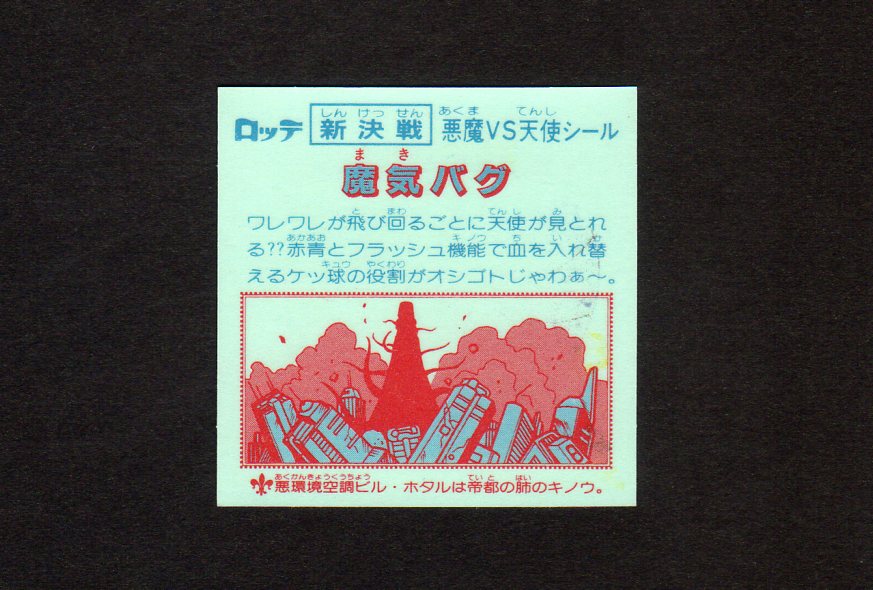 しん けっ せん あくま てんし
ロッテ 新決戦 悪魔VS天使シール
ま き
魔気バグ
と まわ てんし み
ワレワレが飛び回るごとに天使が見とれ
あかあお キノウ ち い か
る??赤青とフラッシュ機能で血を入れ替
キュウ やくわり
えるケッ球の役割がオシゴトじゃわぁ〜。
あくかんきょうくうちょう ていと はい
悪環境空調ビル・ホタルは帝都の肺のキノウ。